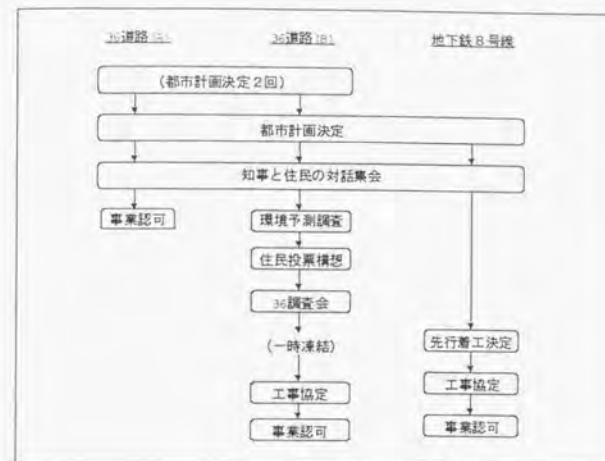 36道路(A)
36道路(B)
地下鉄8号線
(都市計画決定2回)
都市計画決定
知事と住民の対話集会
事業認可
環境予測調査
住民投票構想
36調査会
(一時凍結)
先行着工決定
工事協定
工事協定
事業認可
事業認可